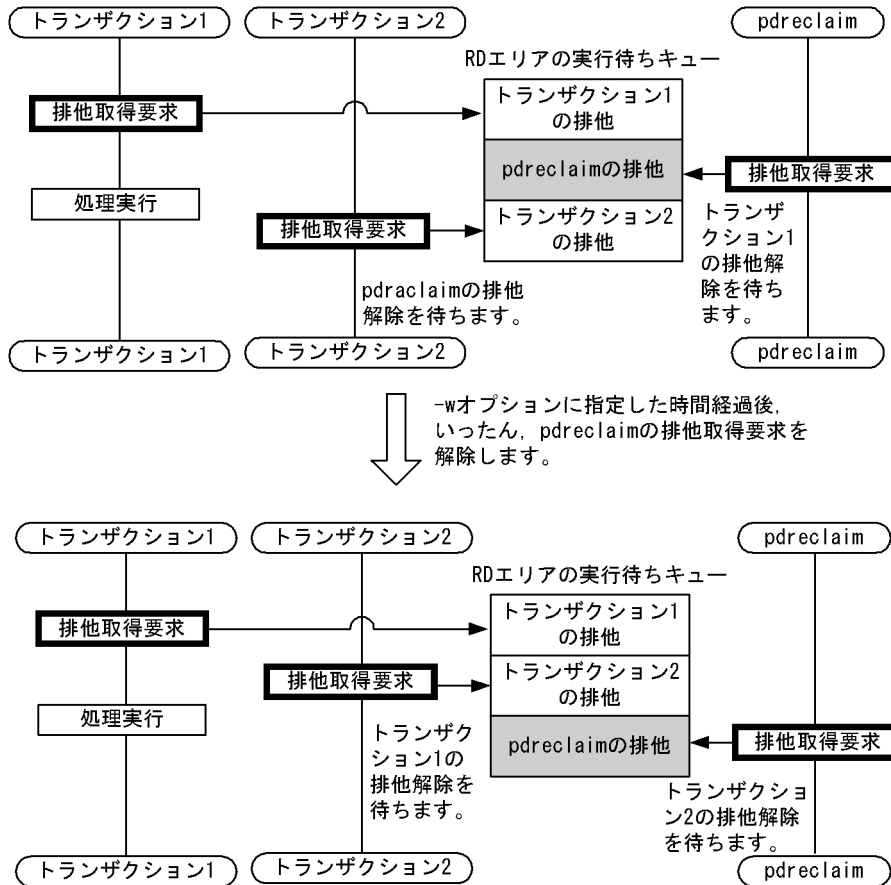 トランザクション1
トランザクション2
pdreclaim
RDエリアの実行待ちキュー
排他取得要求
トランザクション1
の排他
pdreclaimの排他
排他取得要求
処理実行
排他取得要求
トランザクション2
の排他
トランザ
クション1
の排他解
除を待ち
ます。
pdraclaimの排他
解除を待ちます。
トランザクション1
トランザクション2
pdreclaim
-wオプションに指定した時間経過後,
いったん, pdreclaimの排他取得要求を
解除します。
トランザクション1
トランザクション2
pdreclaim
RDエリアの実行待ちキュー
排他取得要求
トランザクション1
の排他
排他取得要求
トランザクション2
の排他
処理実行
トランザク
ション1の
排他解除を
待ちます。
pdreclaimの排他
排他取得要求
トランザクショ
ン2の排他解除
を待ちます。
トランザクション1
トランザクション2
pdreclaim